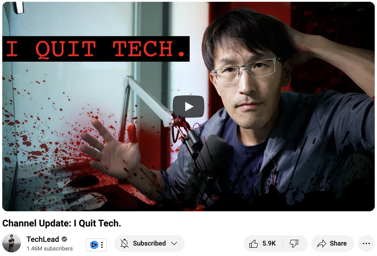 I QUIT TECH.
Channel Update: I Quit Tech.
TechLead
1.46M subscribers
Subscribed
5.9K
Share